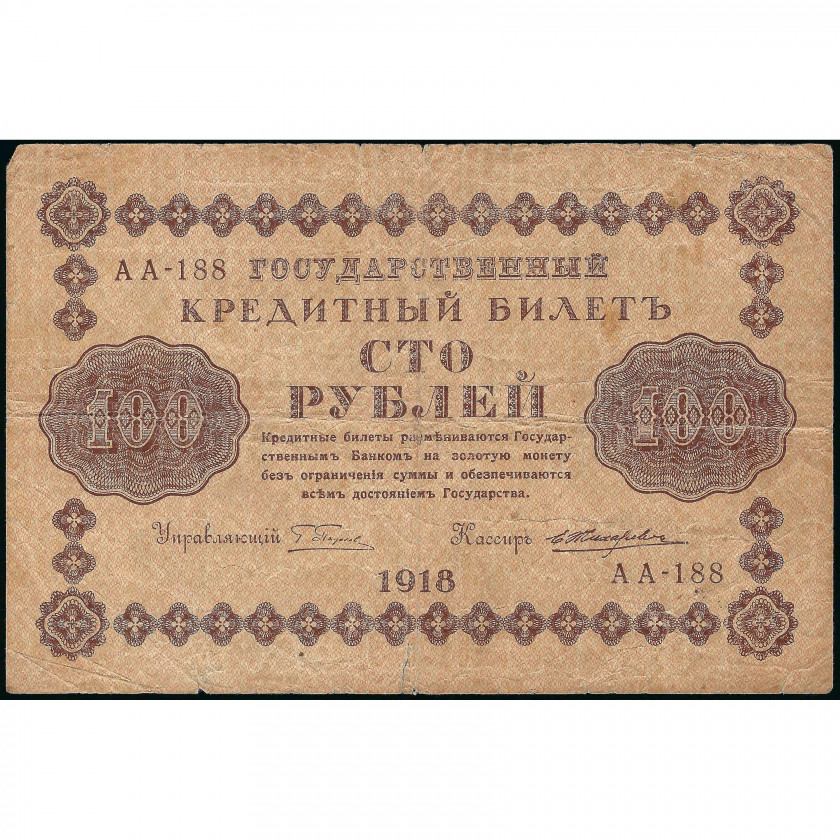 АА-188 ГОСУДАРСТВЕННЫЙ
КРЕДИТНЫЙ БИЛЕТЪ
СТО
РУБЛЕЙ
100
100
Кредитные билеты размѣниваются Государ-
ственнымъ Банкомъ на золотую монету
безъ ограниченія суммы и обезпечиваются
всѣмъ достояніемъ Государства.
Управляющій
Кассиръ
1918
АА-188